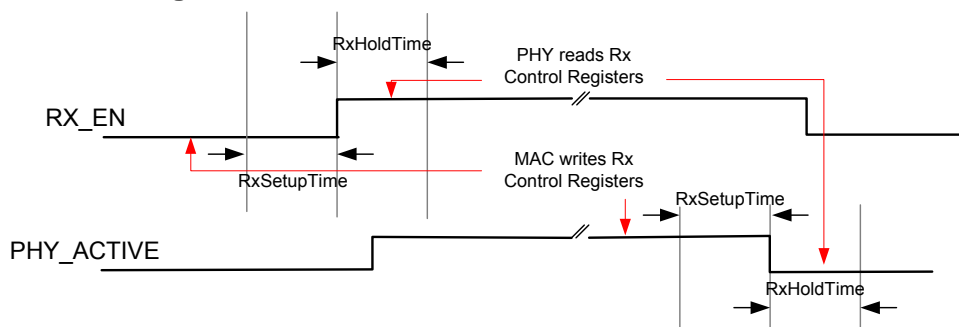 RxHoldTime
PHY reads Rx
Control Registers
RX_EN
MAC writes Rx
Control Registers
RxSetupTime
RxSetupTime
PHY_ACTIVE
RxHoldTime